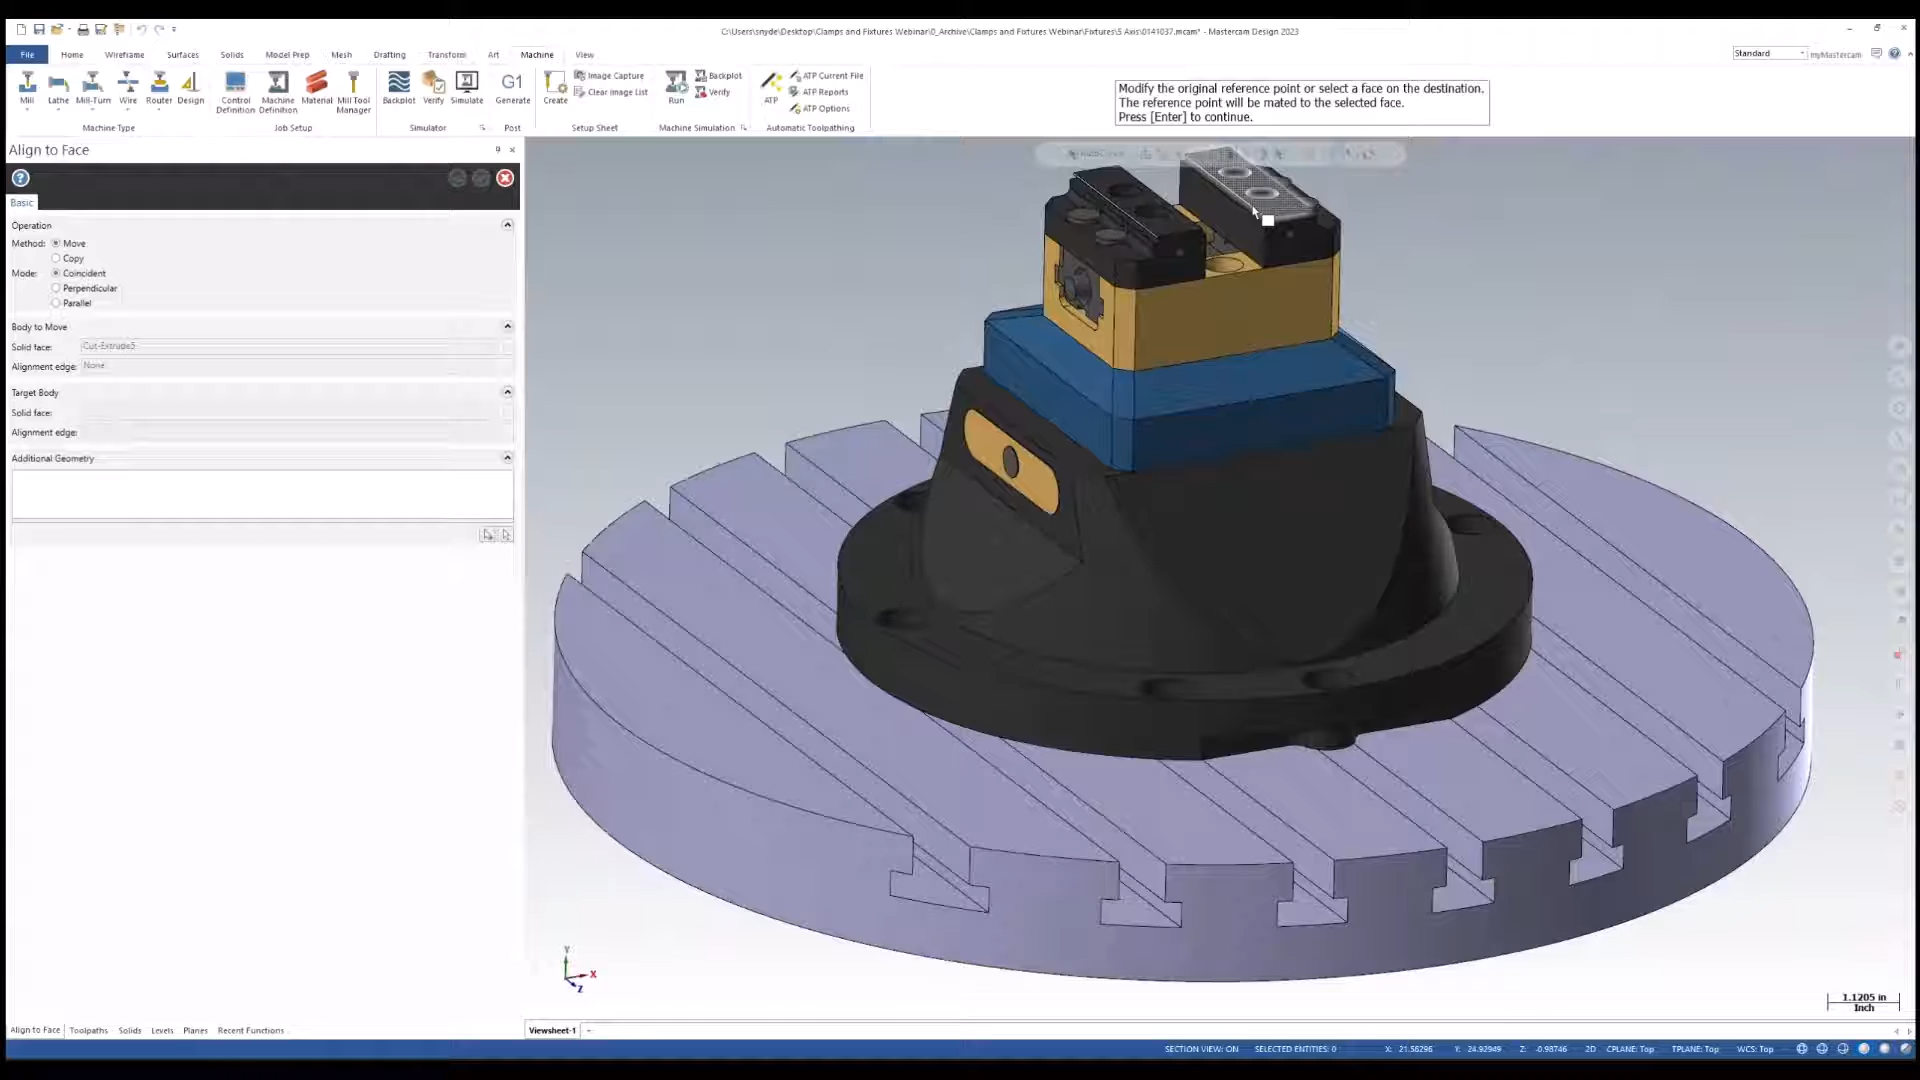 C:\Users\snyde\Desktop\Clamps and Fixtures Webinar\0_Archive\Clamps and Fixtures Webinar\Fixtures\5 Axis\0141037.mcam* - Mastercam Design 2023
File Home Wireframe Surfaces Solids Model Prep Mesh Drafting Transform Art Machine View
Standard
myMastercam
Mill Lathe Mill-Turn Wire Router Design
Control Definition
Machine Definition
Material
Mill Tool Manager
Backplot Verify Simulate
G1
Generate
Create
Image Capture
Clear Image List
Run
Backplot
Verify
ATP
ATP Current File
ATP Reports
ATP Options
Machine Type Job Setup Simulator Post Setup Sheet Machine Simulation Automatic Toolpathing
Modify the original reference point or select a face on the destination.
The reference point will be mated to the selected face.
Press [Enter] to continue.
Align to Face
Basic
Operation
Method: Move
Copy
Mode: Coincident
Perpendicular
Parallel
Body to Move
Solid face: Cut-Extrude5
Alignment edge: None
Target Body
Solid face:
Alignment edge:
Additional Geometry
Y
X
Z
1.1205 in
Inch
Align to Face Toolpaths Solids Levels Planes Recent Functions
Viewsheet-1
SECTION VIEW: ON SELECTED ENTITIES: 0 X: 21.56296 Y: 24.92949 Z: -0.98746 2D CPLANE: Top TPLANE: Top WCS: Top